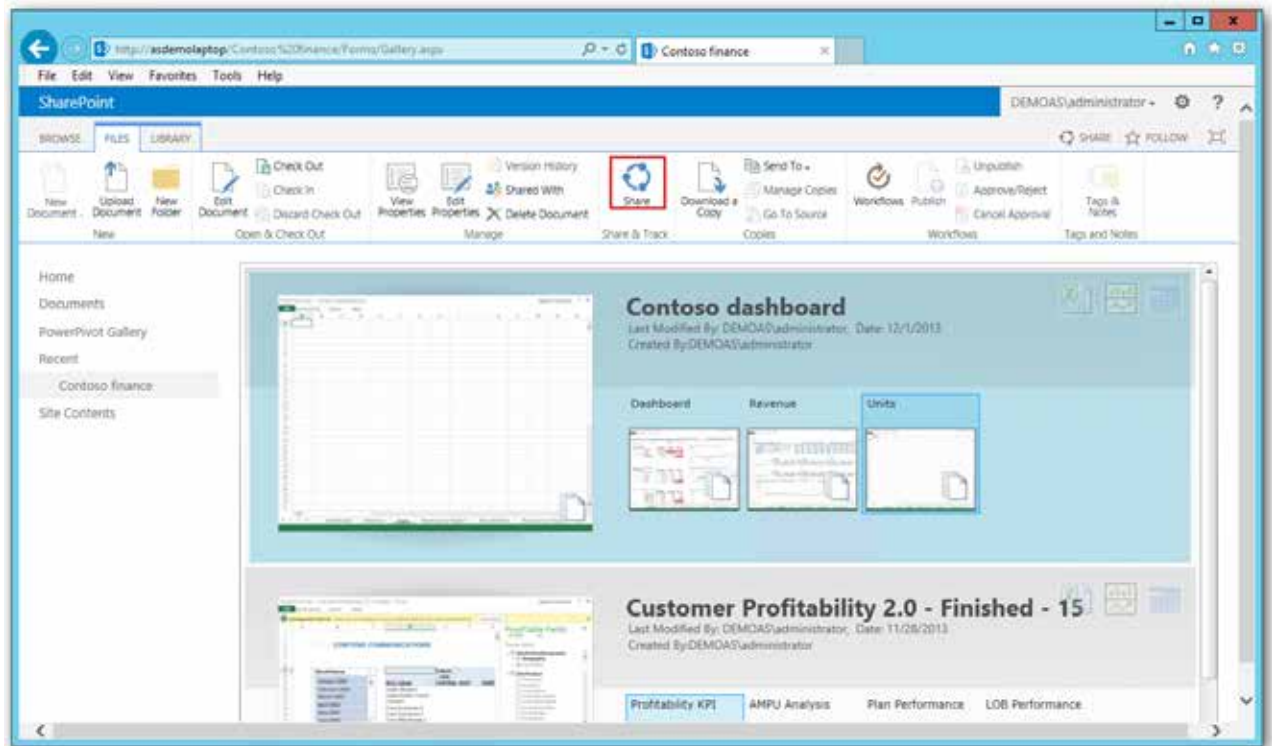 http://asdemolaptop/Contoso%20finance/Forms/Gallery.aspx
Contoso finance
File Edit View Favorites Tools Help
SharePoint
DEMOAS\administrator
?
BROWSE FILES LIBRARY
SHARE FOLLOW
New Document
Upload Document
New Folder
New
Edit Document
Check Out
Check In
Discard Check Out
Open & Check Out
View Properties
Edit Properties
Version History
Shared With
Delete Document
Manage
Share
Share & Track
Download a Copy
Send To
Manage Copies
Go To Source
Copies
Workflows
Publish
Unpublish
Approve/Reject
Cancel Approval
Workflows
Tags & Notes
Tags and Notes
Home
Documents
PowerPivot Gallery
Recent
Contoso finance
Site Contents
Contoso dashboard
Last Modified By: DEMOAS\administrator, Date: 12/1/2013
Created By:DEMOAS\administrator
Dashboard Revenue Units
Customer Profitability 2.0 - Finished - 15
Last Modified By: DEMOAS\administrator, Date: 11/28/2013
Created By:DEMOAS\administrator
Profitability KPI AMPU Analysis Plan Performance LOB Performance